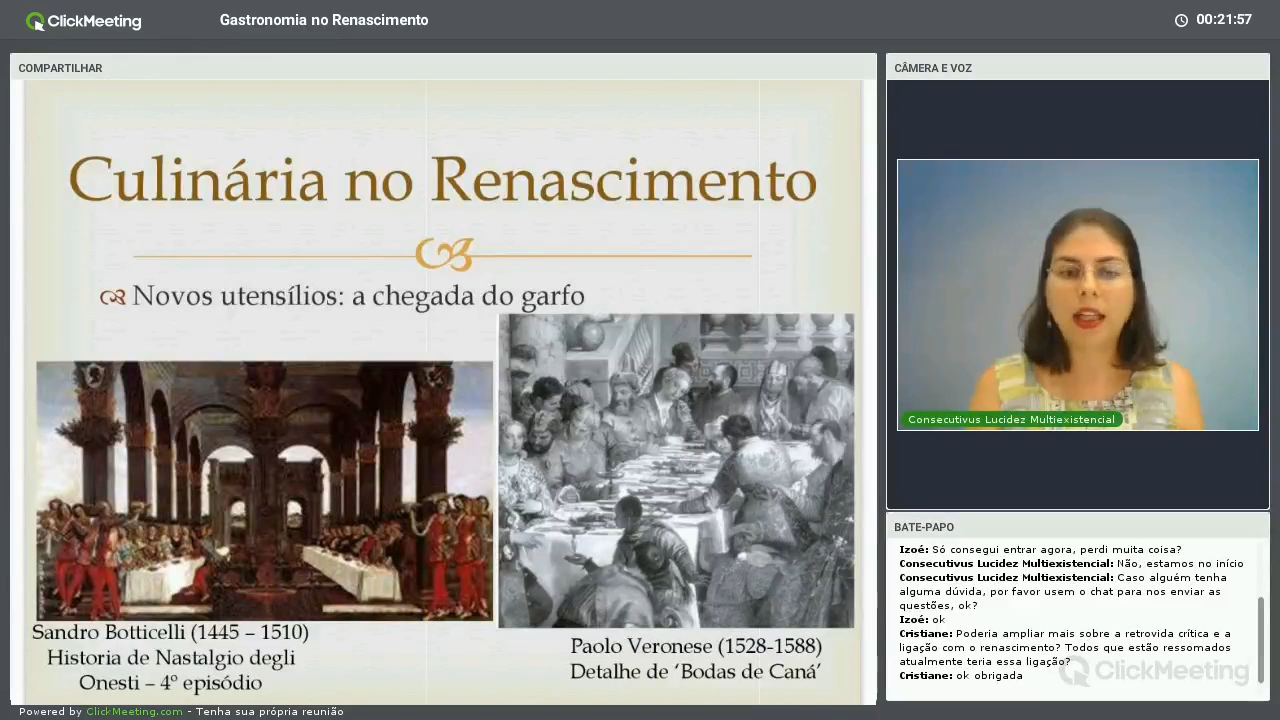 ClickMeeting
Gastronomia no Renascimento
00:21:57
COMPARTILHAR
Culinária no Renascimento
Novos utensílios: a chegada do garfo
Sandro Botticelli (1445 – 1510)
Historia de Nastalgio degli
Onesti – 4º episódio
Paolo Veronese (1528-1588)
Detalhe de ‘Bodas de Caná’
CÂMERA E VOZ
Consecutivus Lucidez Multiexistencial
BATE-PAPO
Izoé: Só consegui entrar agora, perdi muita coisa?
Consecutivus Lucidez Multiexistencial: Não, estamos no início
Consecutivus Lucidez Multiexistencial: Caso alguém tenha
alguma dúvida, por favor usem o chat para nos enviar as
questões, ok?
Izoé: ok
Cristiane: Poderia ampliar mais sobre a retrovida crítica e a
ligação com o renascimento? Todos que estão ressomados
atualmente teria essa ligação?
Cristiane: ok obrigada
ClickMeeting
Powered by ClickMeeting.com - Tenha sua própria reunião